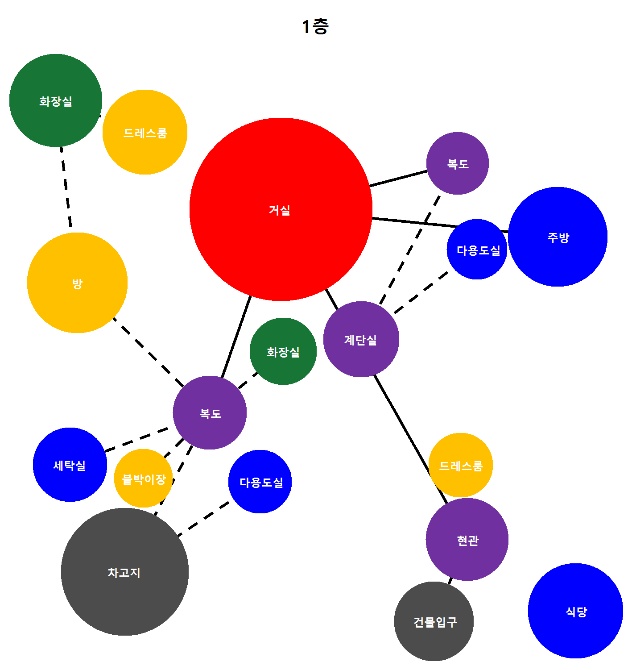 1층
화장실
드레스룸
복도
거실
주방
다용도실
방
계단실
화장실
복도
세탁실
드레스룸
붙박이장
다용도실
현관
차고지
식당
건물입구